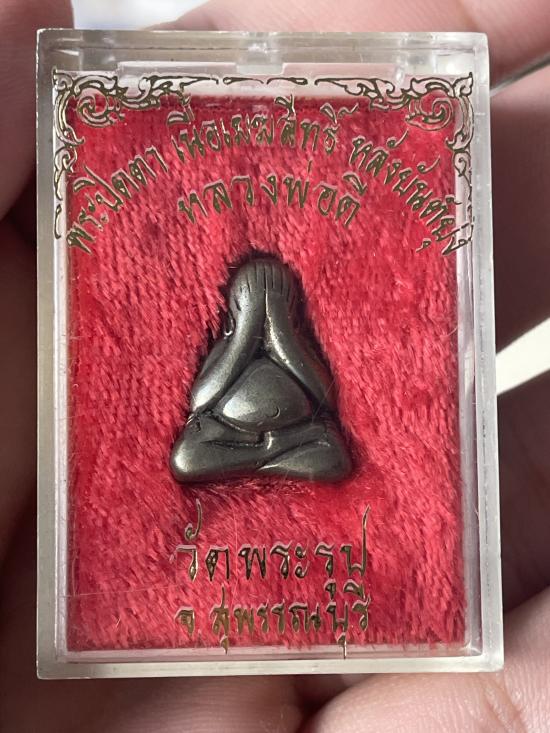 พระปิดตา เนื้อเมฆสิทธิ์ หลังยันต์ยุ่ง
หลวงพ่อดี
วัดพระรูป
จ.สุพรรณบุรี